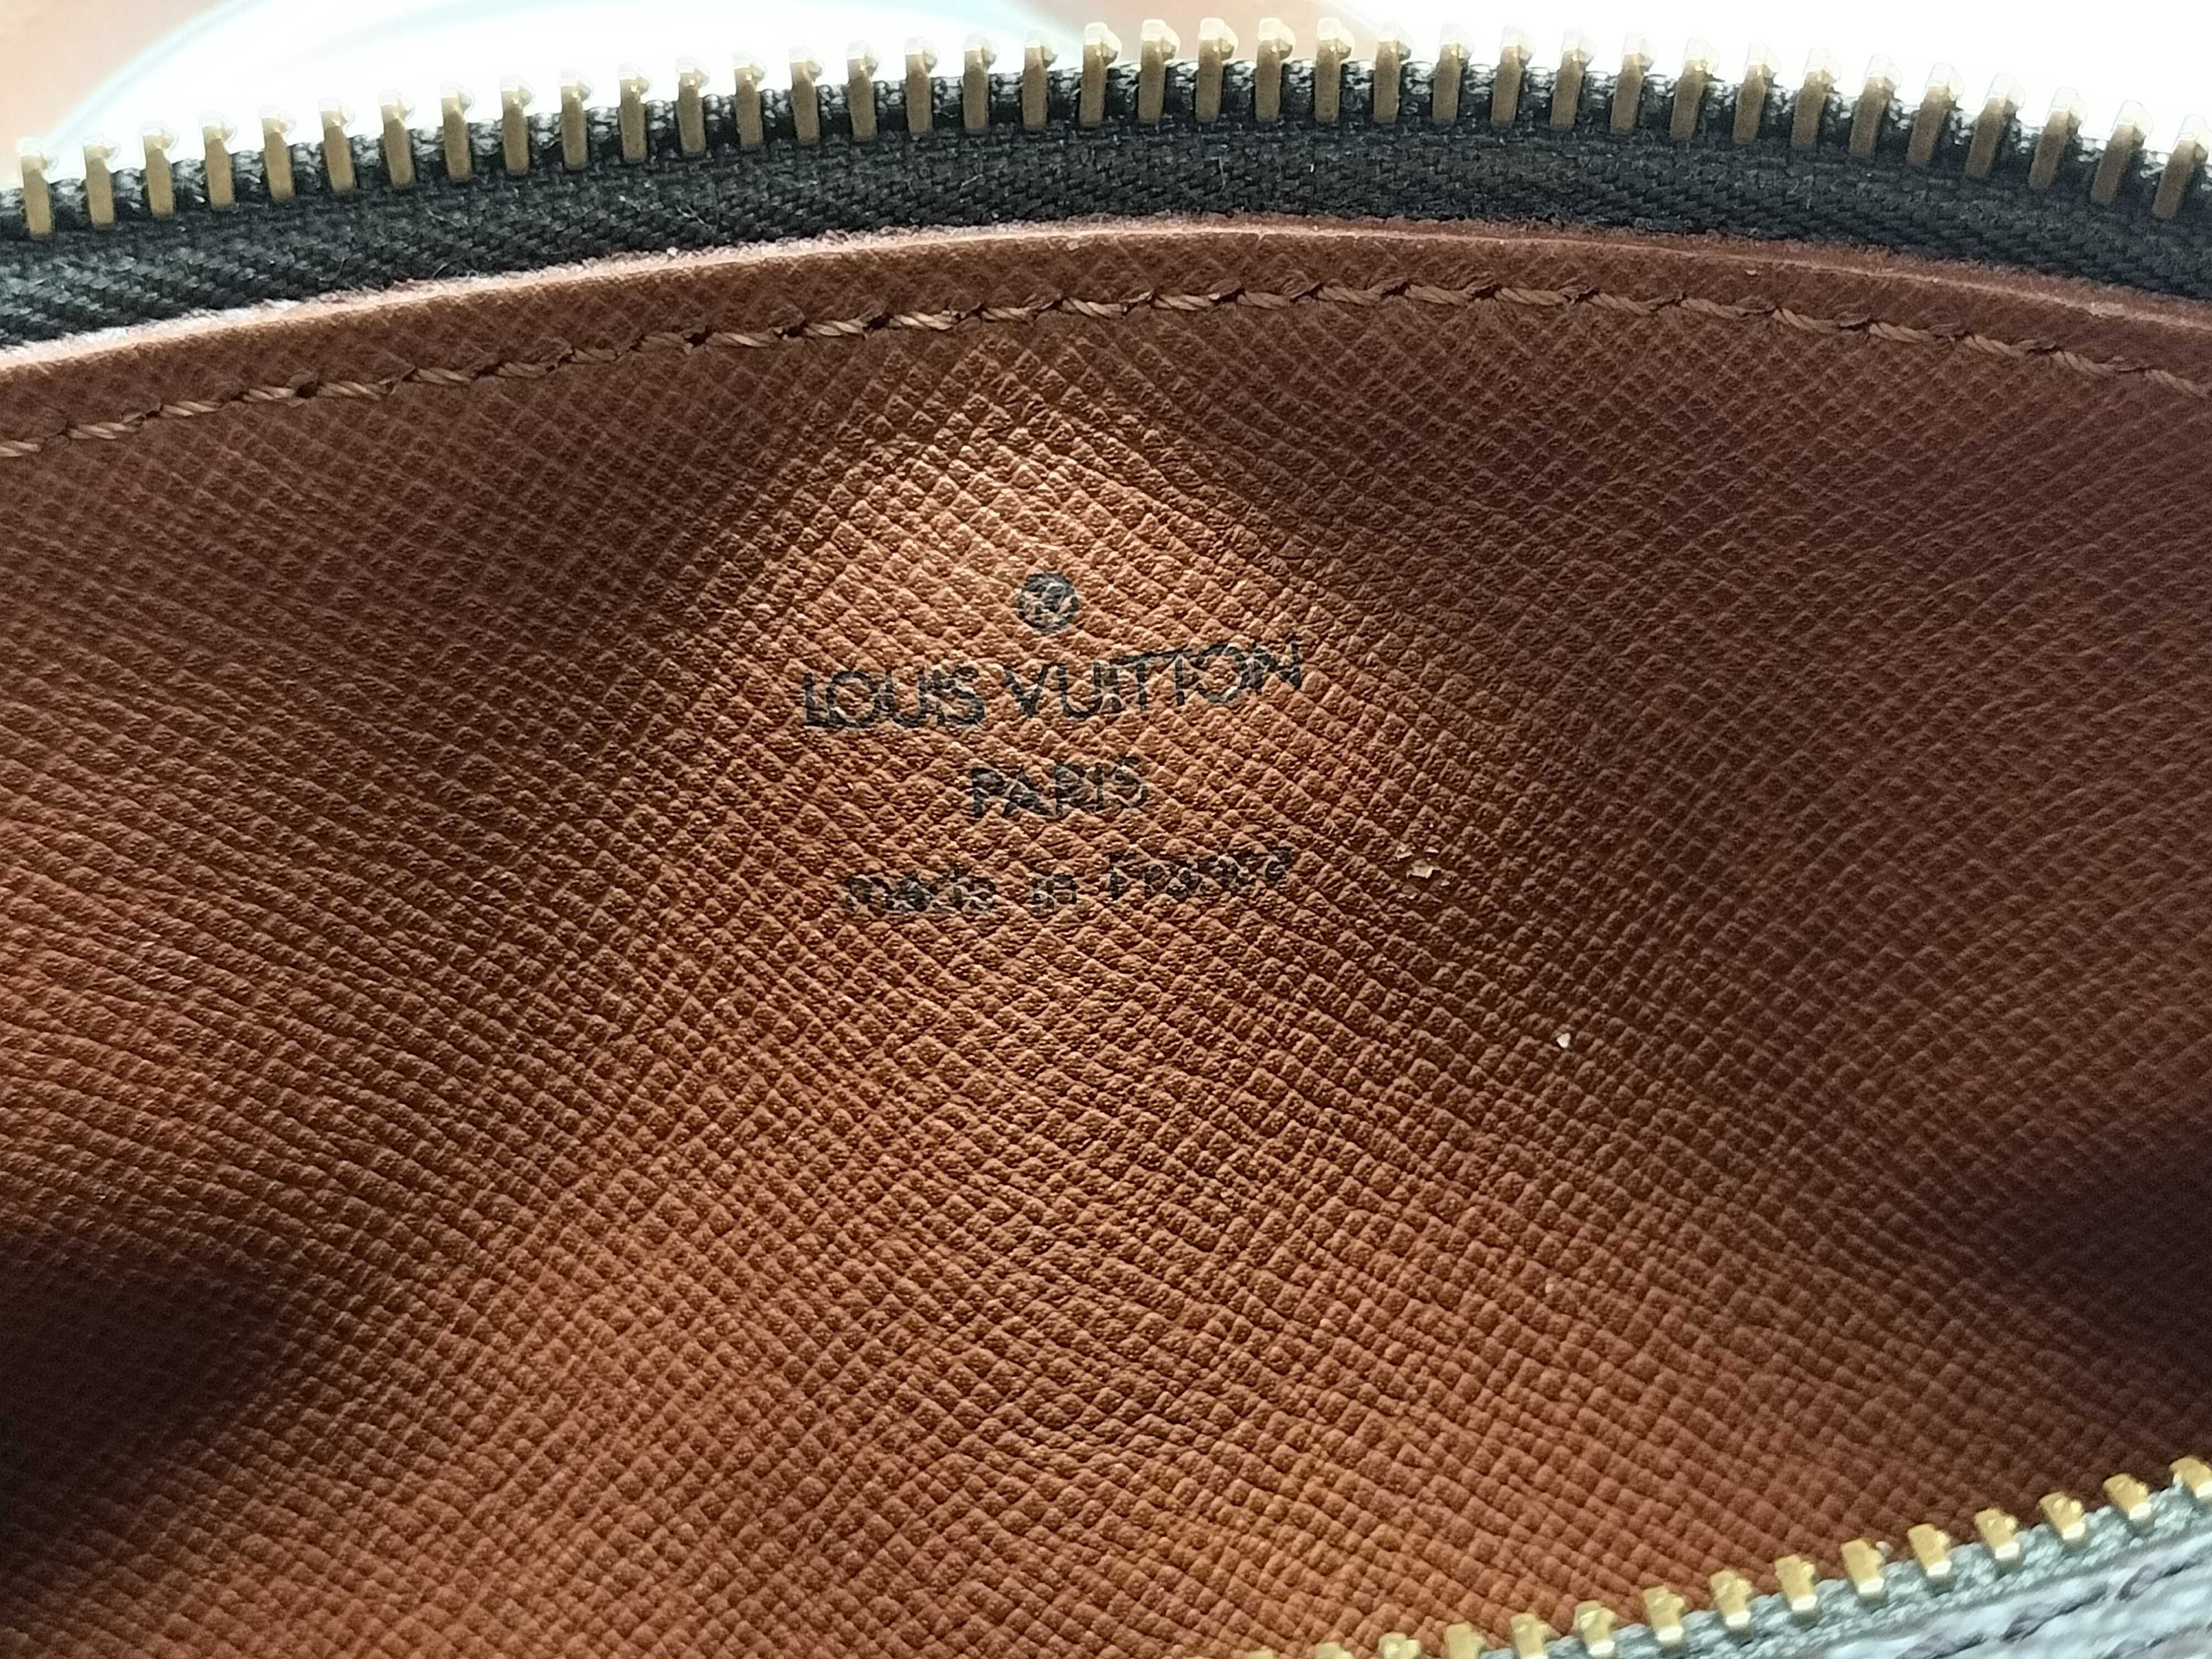 ®
LOUIS VUITTON
PARIS
made in France